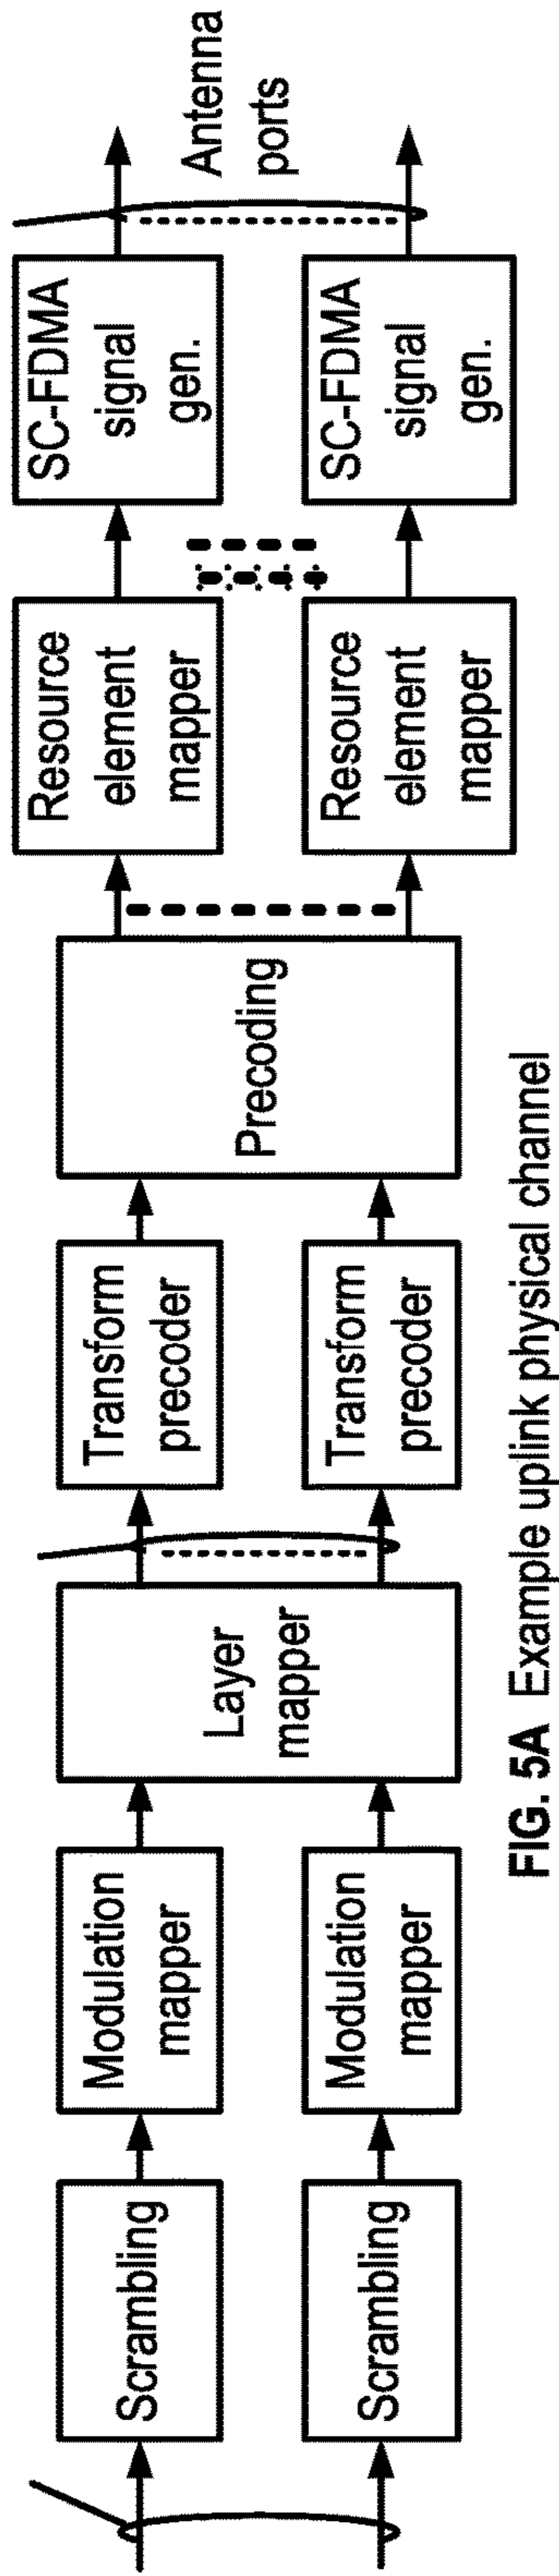 Scrambling
Scrambling
Modulation
mapper
Modulation
mapper
Layer
mapper
Transform
precoder
Transform
precoder
Precoding
Resource
element
mapper
Resource
element
mapper
SC-FDMA
signal
gen.
SC-FDMA
signal
gen.
Antenna
ports
FIG. 5A Example uplink physical channel